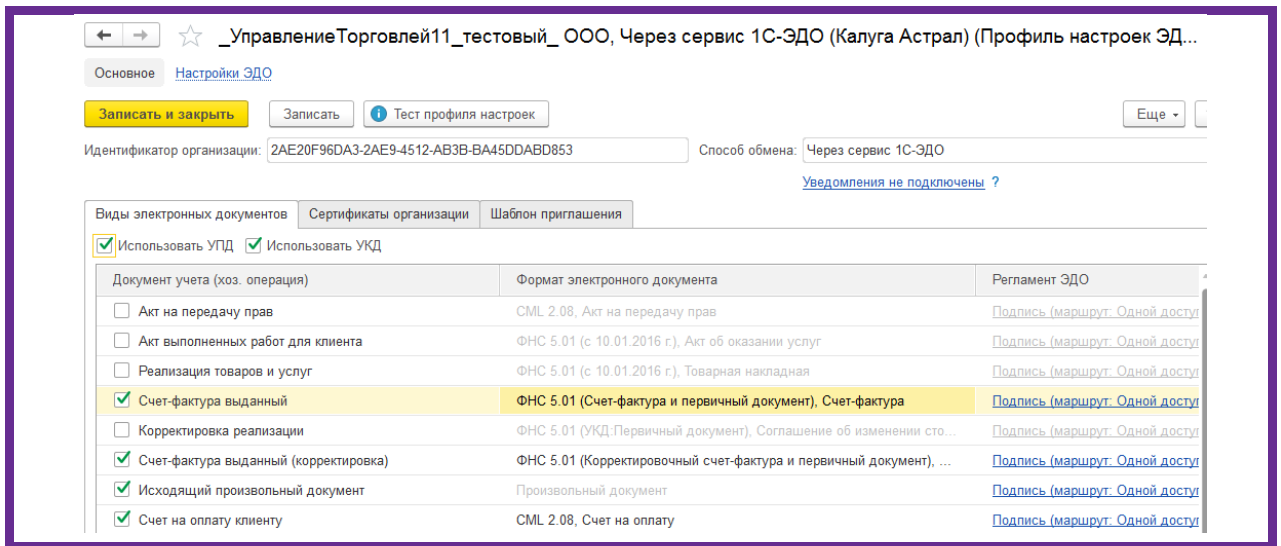 _УправлениеТорговлей11_тестовый_ ООО, Через сервис 1С-ЭДО (Калуга Астрал) (Профиль настроек ЭД...
Основное Настройки ЭДО
Записать и закрыть Записать Тест профиля настроек Еще
Идентификатор организации: 2AE20F96DA3-2AE9-4512-AB3B-BA45DDABD853 Способ обмена: Через сервис 1С-ЭДО
Уведомления не подключены ?
Виды электронных документов Сертификаты организации Шаблон приглашения
Использовать УПД Использовать УКД
Документ учета (хоз. операция) Формат электронного документа Регламент ЭДО
Акт на передачу прав CML 2.08, Акт на передачу прав Подпись (маршрут: Одной доступ
Акт выполненных работ для клиента ФНС 5.01 (с 10.01.2016 г.), Акт об оказании услуг Подпись (маршрут: Одной доступ
Реализация товаров и услуг ФНС 5.01 (с 10.01.2016 г.), Товарная накладная Подпись (маршрут: Одной доступ
Счет-фактура выданный ФНС 5.01 (Счет-фактура и первичный документ), Счет-фактура Подпись (маршрут: Одной доступ
Корректировка реализации ФНС 5.01 (УКД:Первичный документ), Соглашение об изменении сто... Подпись (маршрут: Одной доступ
Счет-фактура выданный (корректировка) ФНС 5.01 (Корректировочный счет-фактура и первичный документ), ... Подпись (маршрут: Одной доступ
Исходящий произвольный документ Произвольный документ Подпись (маршрут: Одной доступ
Счет на оплату клиенту CML 2.08, Счет на оплату Подпись (маршрут: Одной доступ